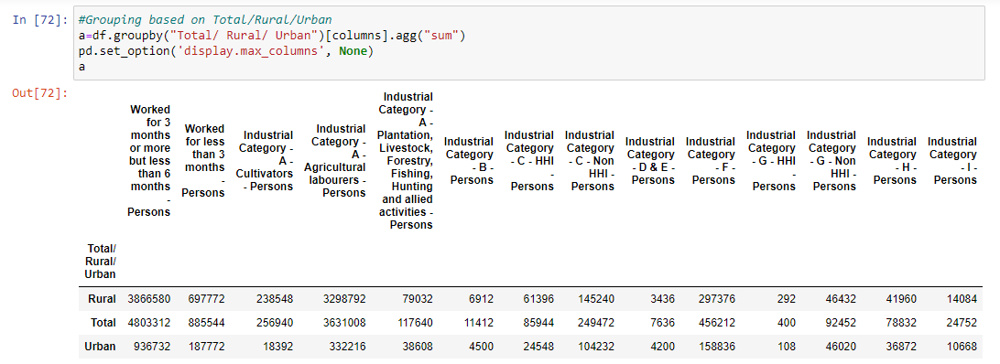 In [72]: #Grouping based on Total/Rural/Urban
a=df.groupby("Total/ Rural/ Urban")[columns].agg("sum")
pd.set_option('display.max_columns', None)
a
Out[72]:
Worked for 3 months or more but less than 6 months - Persons
Worked for less than 3 months - Persons
Industrial Category - A - Cultivators - Persons
Industrial Category - A - Agricultural labourers - Persons
Industrial Category - A - Plantation, Livestock, Forestry, Fishing, Hunting and allied activities - Persons
Industrial Category - B - Persons
Industrial Category - C - HHI - Persons
Industrial Category - C - Non HHI - Persons
Industrial Category - D & E - Persons
Industrial Category - F - Persons
Industrial Category - G - HHI - Persons
Industrial Category - G - Non HHI - Persons
Industrial Category - H - Persons
Industrial Category - I - Persons
Total/
Rural/
Urban
Rural 3866580 697772 238548 3298792 79032 6912 61396 145240 3436 297376 292 46432 41960 14084
Total 4803312 885544 256940 3631008 117640 11412 85944 249472 7636 456212 400 92452 78832 24752
Urban 936732 187772 18392 332216 38608 4500 24548 104232 4200 158836 108 46020 36872 10668